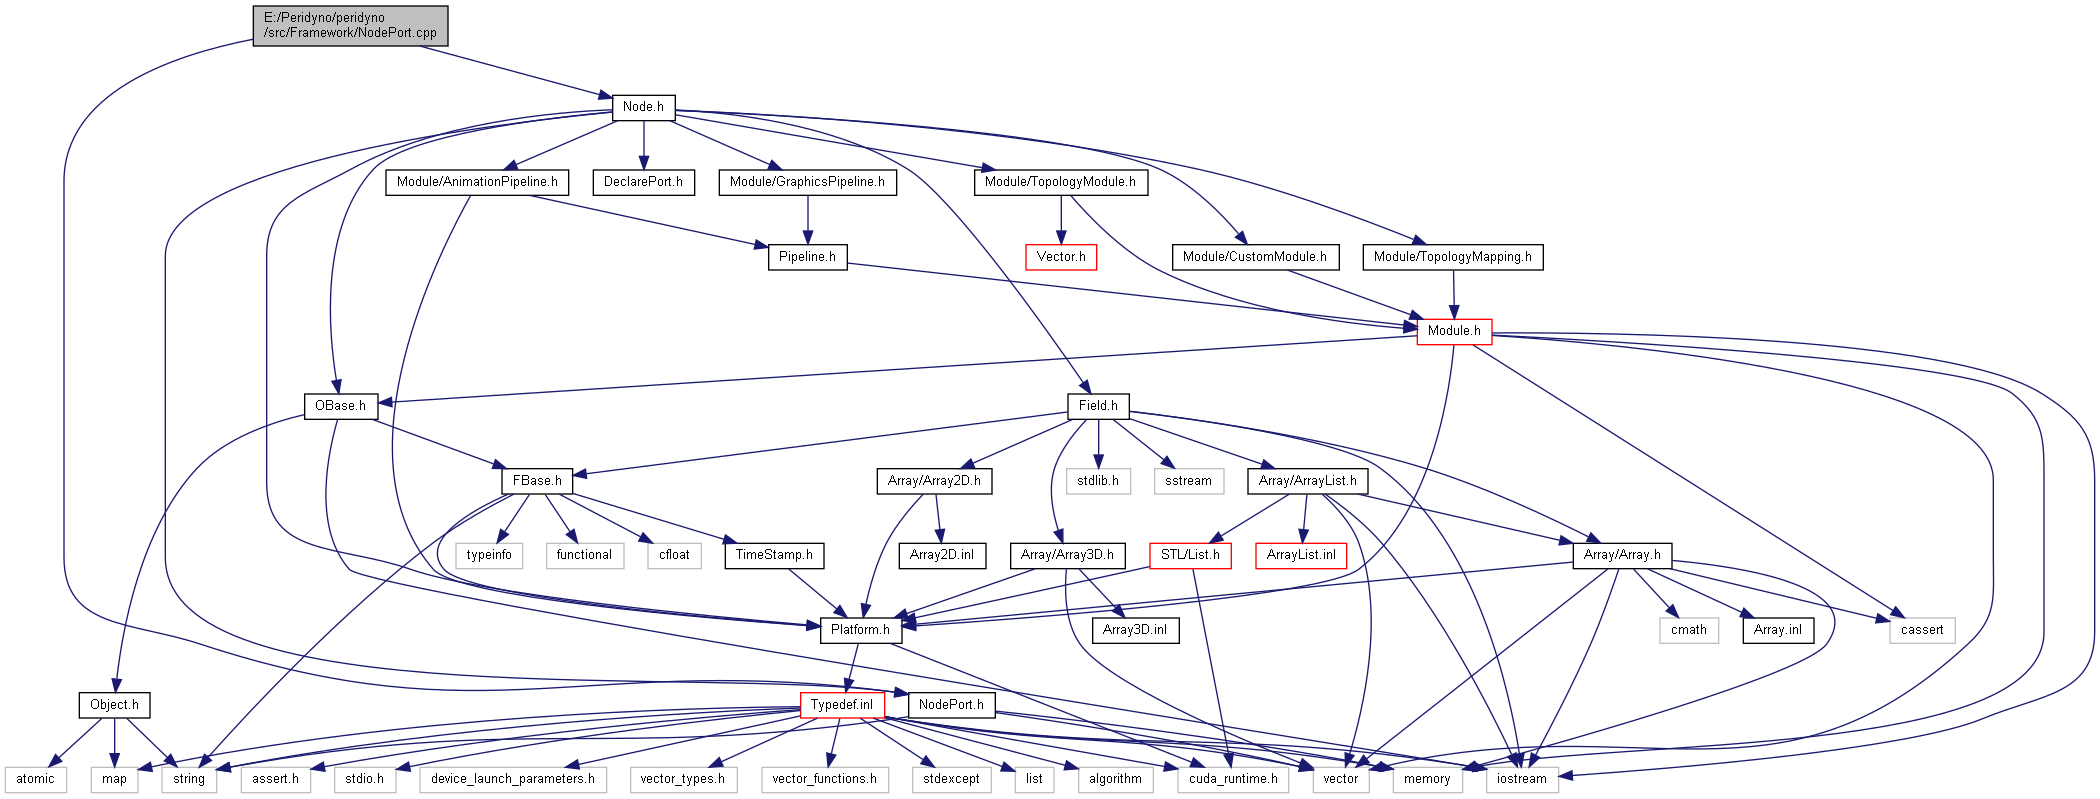 E:/Peridyno/peridyno
/src/Framework/NodePort.cpp
Node.h
Module/AnimationPipeline.h
DeclarePort.h
Module/GraphicsPipeline.h
Module/TopologyModule.h
Pipeline.h
Vector.h
Module/CustomModule.h
Module/TopologyMapping.h
Module.h
OBase.h
Field.h
FBase.h
Array/Array2D.h
stdlib.h
sstream
Array/ArrayList.h
typeinfo
functional
cfloat
TimeStamp.h
Array2D.inl
Array/Array3D.h
STL/List.h
ArrayList.inl
Array/Array.h
Platform.h
Array3D.inl
cmath
Array.inl
cassert
Object.h
Typedef.inl
NodePort.h
atomic
map
string
assert.h
stdio.h
device_launch_parameters.h
vector_types.h
vector_functions.h
stdexcept
list
algorithm
cuda_runtime.h
vector
memory
iostream